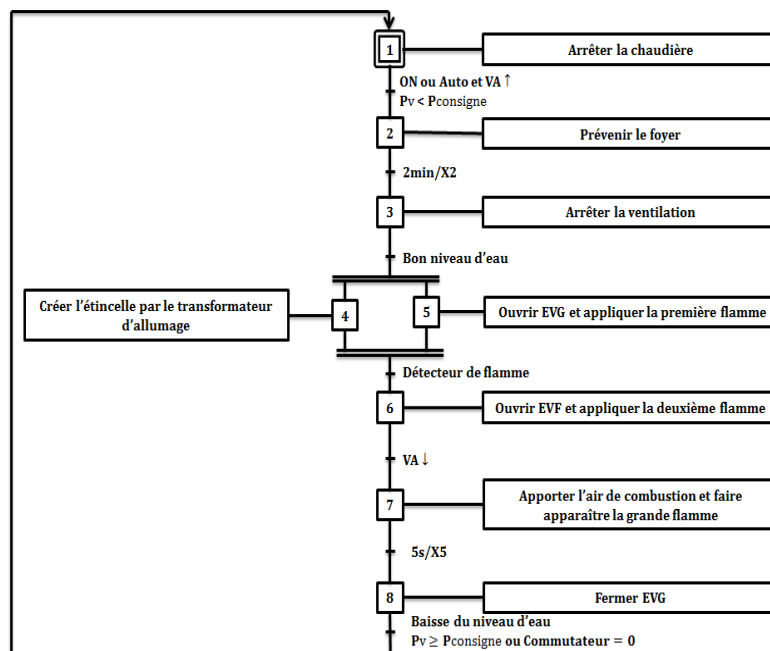 1
Arrêter la chaudière
ON ou Auto et VA ↑
Pv < Pconsigne
2
Prévenir le foyer
2min/X2
3
Arrêter la ventilation
Bon niveau d'eau
Créer l'étincelle par le transformateur
d'allumage
4
5
Ouvrir EVG et appliquer la première flamme
Détecteur de flamme
6
Ouvrir EVF et appliquer la deuxième flamme
VA ↓
7
Apporter l'air de combustion et faire
apparaître la grande flamme
5s/X5
8
Fermer EVG
Baisse du niveau d'eau
Pv ≥ Pconsigne ou Commutateur = 0